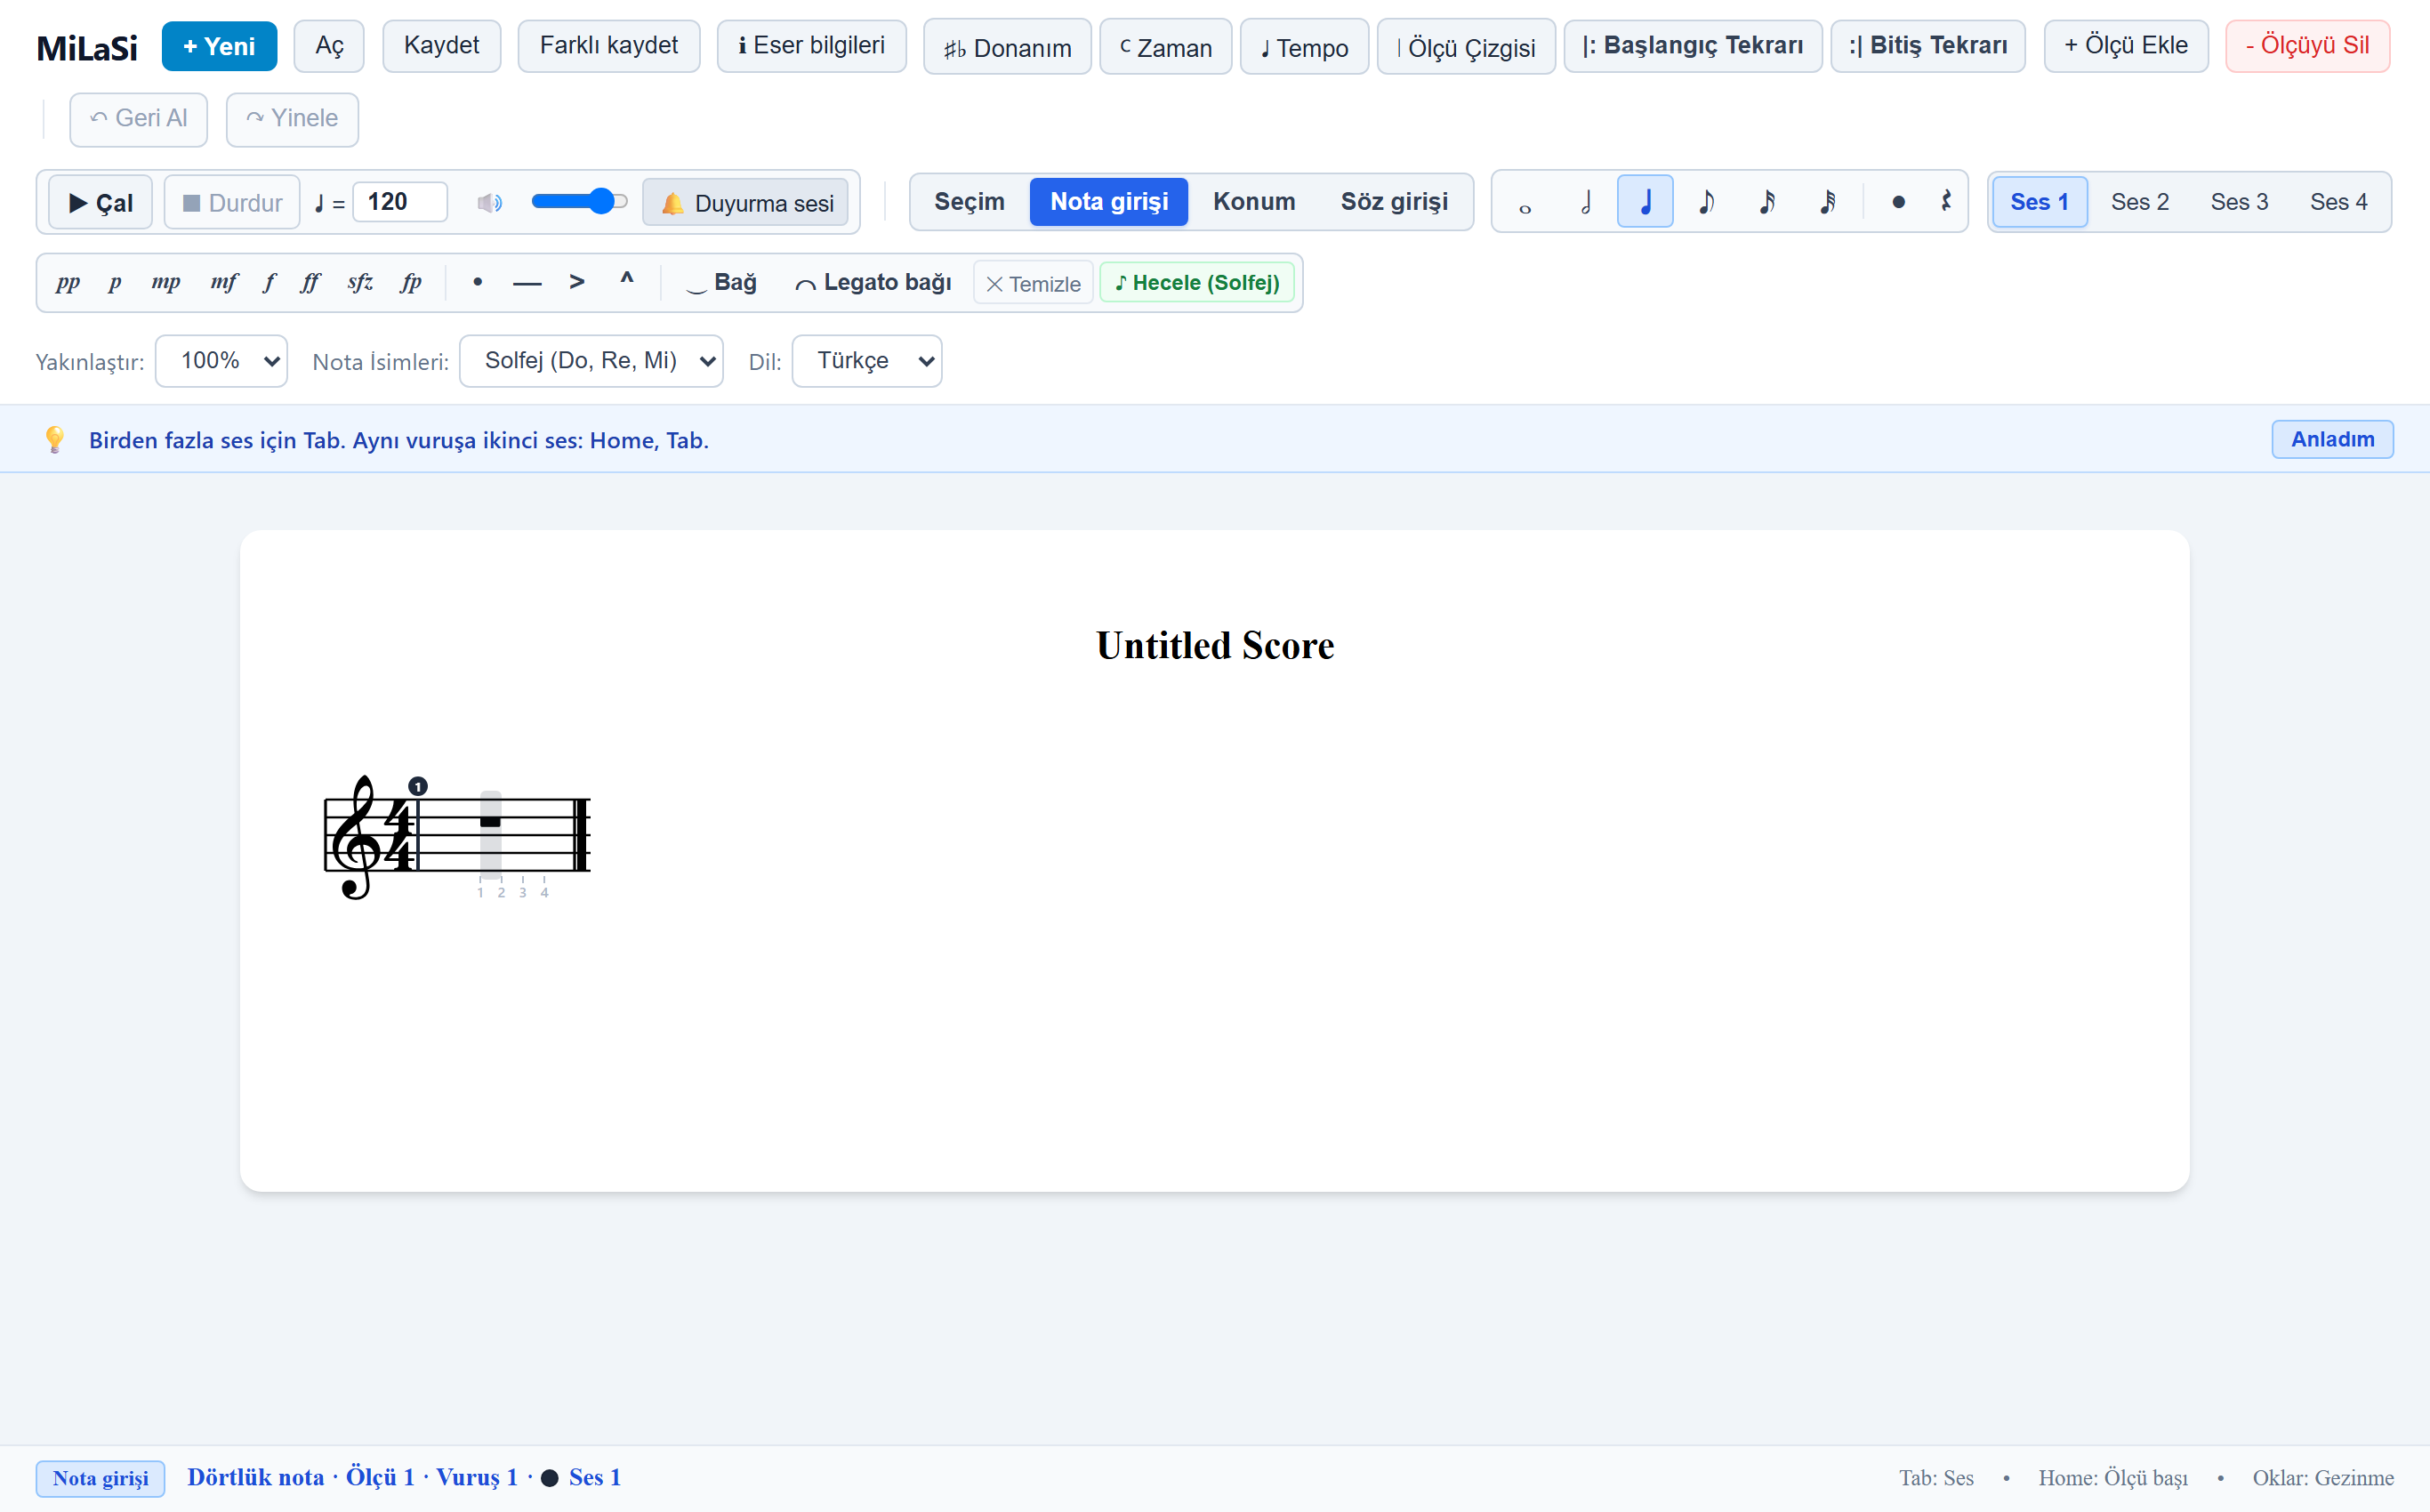 MiLaSi + Yeni Aç Kaydet Farklı kaydet ℹ Eser bilgileri ♯♭ Donanım C Zaman ♩ Tempo | Ölçü Çizgisi |: Başlangıç Tekrarı :| Bitiş Tekrarı + Ölçü Ekle - Ölçüyü Sil
↶ Geri Al ↷ Yinele
▶ Çal ■ Durdur ♩ = 120 🔊 🔔 Duyurma sesi Seçim Nota girişi Konum Söz girişi Ses 1 Ses 2 Ses 3 Ses 4
pp p mp mf f ff sfz fp • — > ^ ‿ Bağ ⌒ Legato bağı ✕ Temizle ♪ Hecele (Solfej)
Yakınlaştır: 100% Nota İsimleri: Solfej (Do, Re, Mi) Dil: Türkçe
💡 Birden fazla ses için Tab. Aynı vuruşa ikinci ses: Home, Tab. Anladım
Untitled Score
1
4
4
1 2 3 4
Nota girişi Dörtlük nota · Ölçü 1 · Vuruş 1 · ● Ses 1 Tab: Ses • Home: Ölçü başı • Oklar: Gezinme